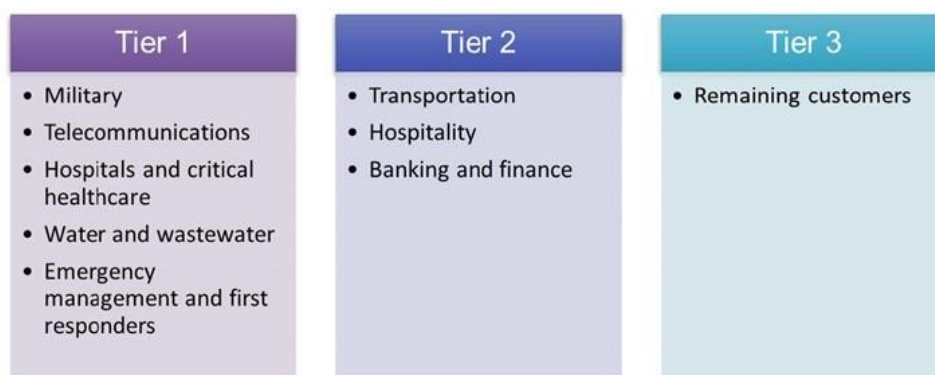 Tier 1
• Military
• Telecommunications
• Hospitals and critical
healthcare
• Water and wastewater
• Emergency
management and first
responders
Tier 2
• Transportation
• Hospitality
• Banking and finance
Tier 3
• Remaining customers